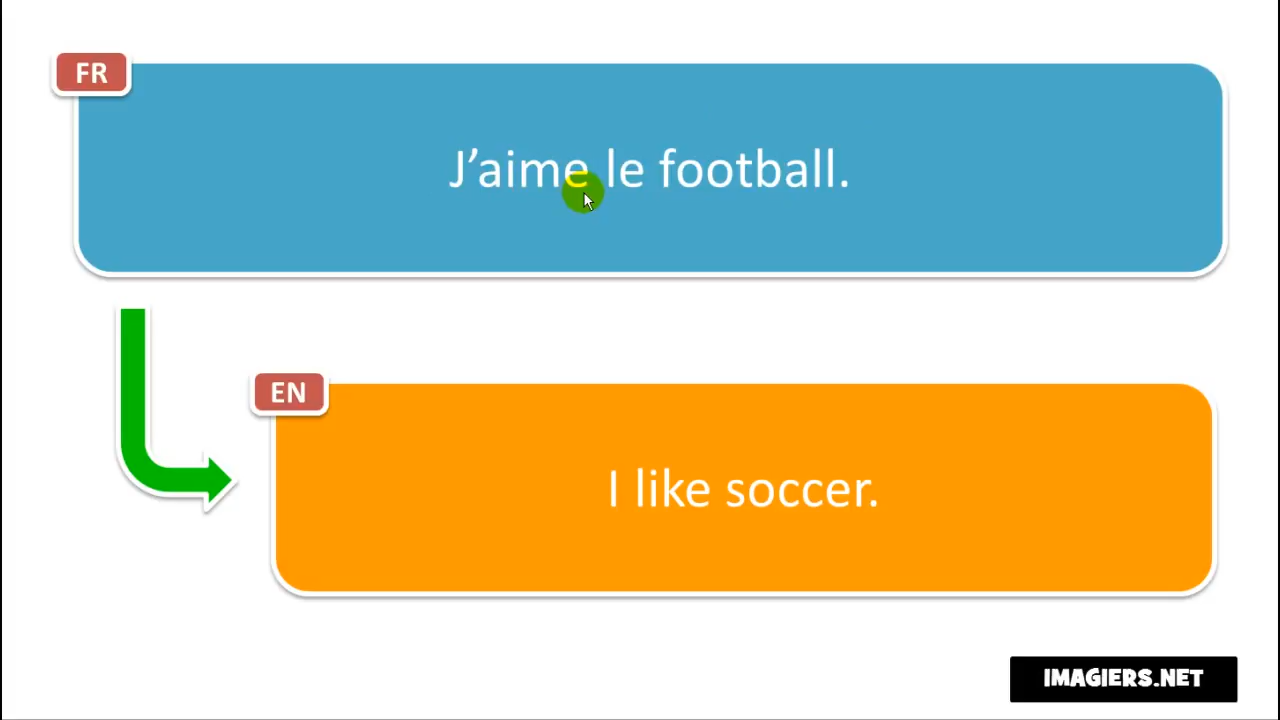 FR
J’aime le football.
EN
I like soccer.
IMAGIERS.NET